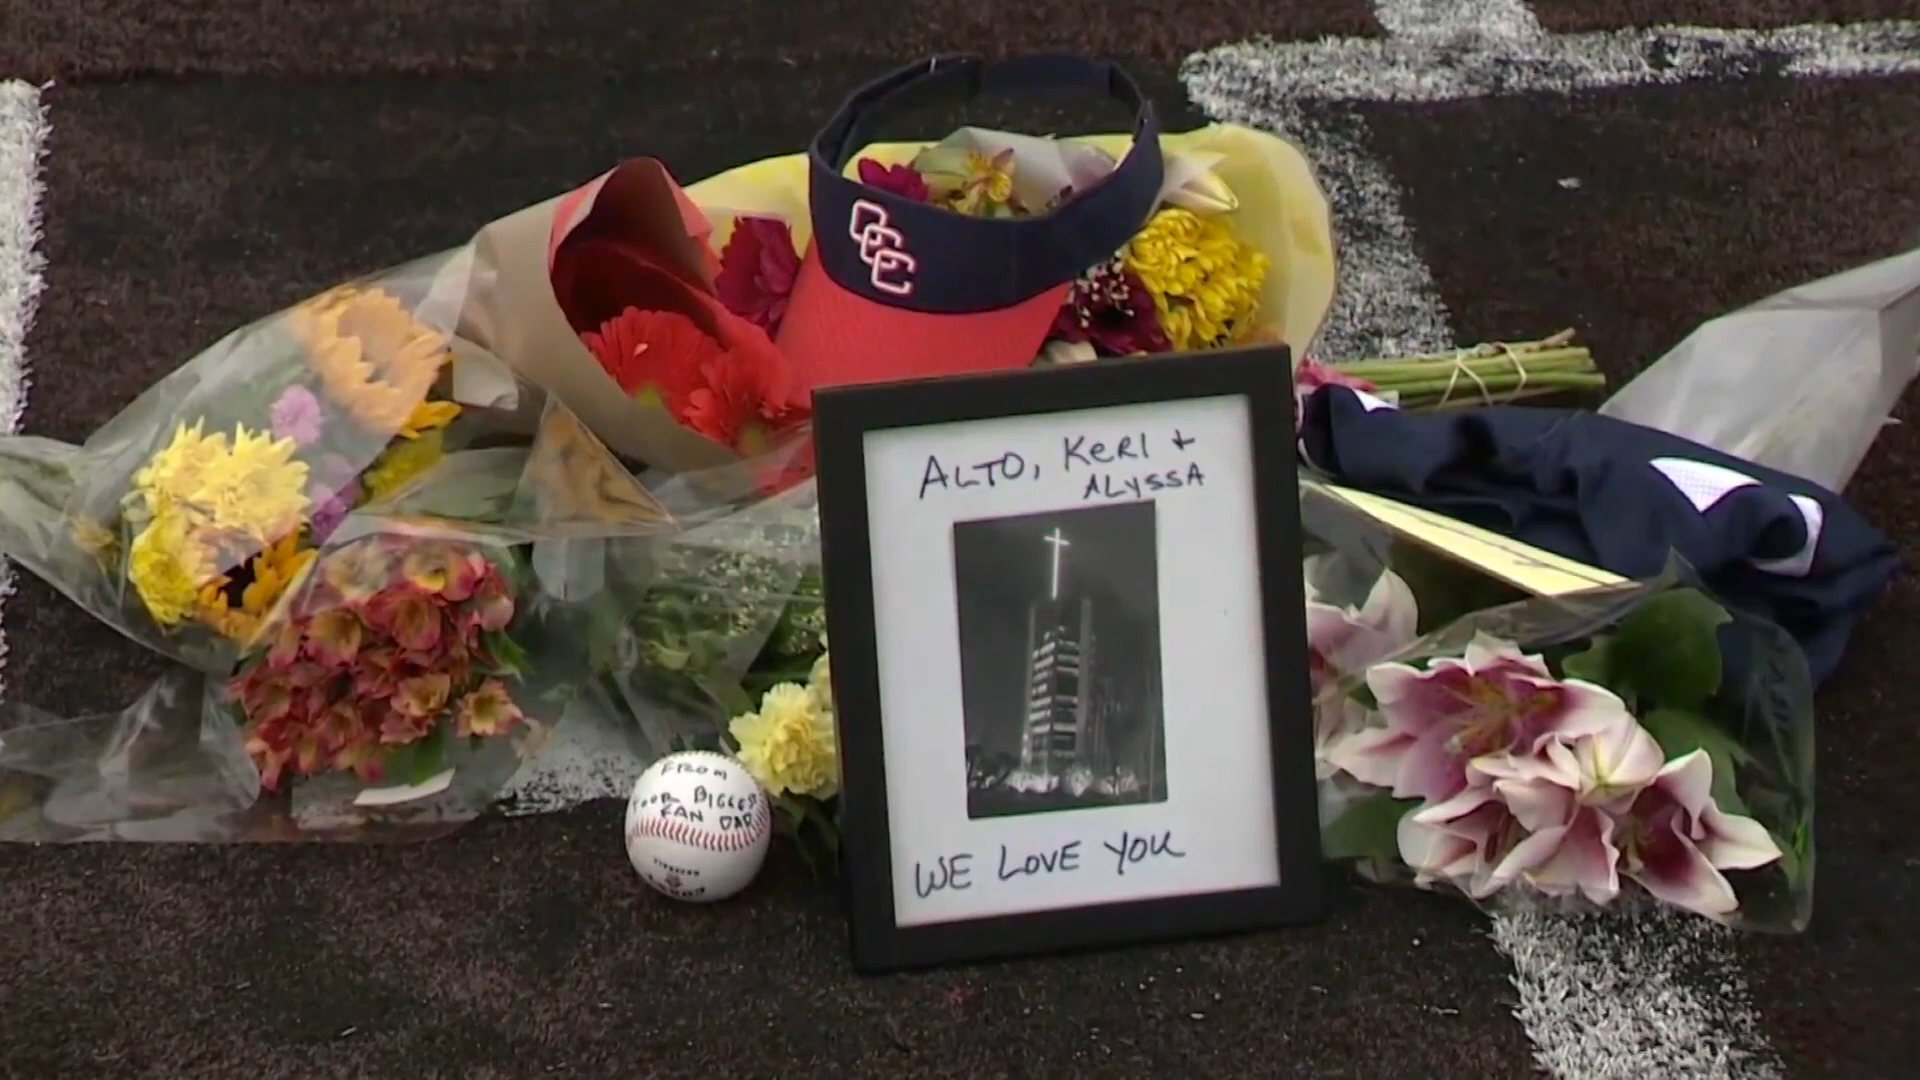 OCC
ALTO, KERI +
ALYSSA
WE LOVE YOU
FROM
YOUR BIGGEST
FAN DAD